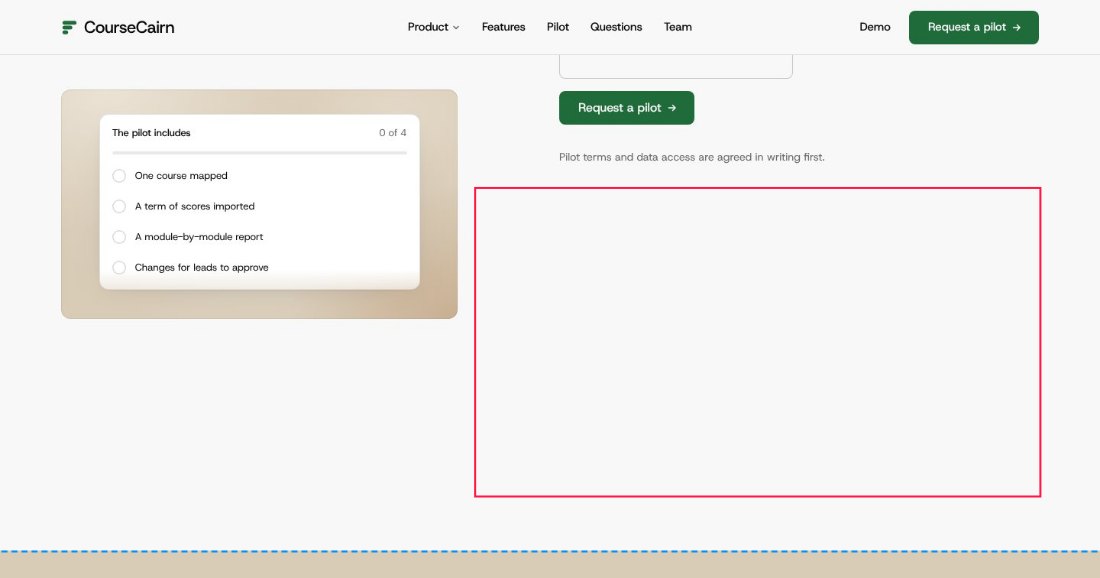 CourseCairn
Product
Features
Pilot
Questions
Team
Demo
Request a pilot →
The pilot includes
0 of 4
One course mapped
A term of scores imported
A module-by-module report
Changes for leads to approve
Request a pilot →
Pilot terms and data access are agreed in writing first.